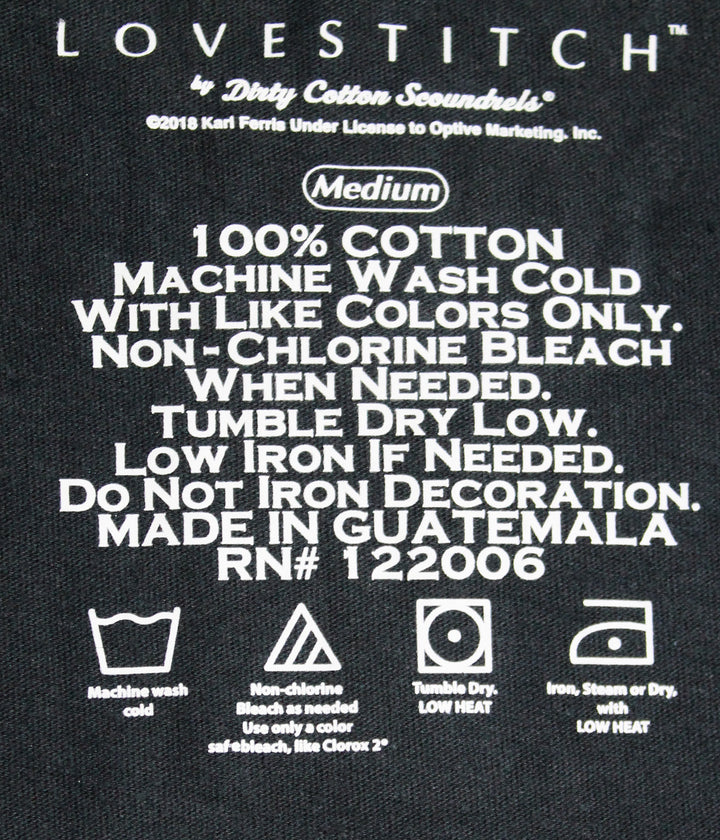 LOVESTITCH™
by Dirty Cotton Scoundrels®
©2018 Karl Ferris Under License to Optive Marketing. Inc.
Medium
100% COTTON
MACHINE WASH COLD
WITH LIKE COLORS ONLY.
NON-CHLORINE BLEACH
WHEN NEEDED.
TUMBLE DRY LOW.
LOW IRON IF NEEDED.
DO NOT IRON DECORATION.
MADE IN GUATEMALA
RN# 122006
Machine wash
cold
Non-chlorine
Bleach as needed
Use only a color
safebleach, like Clorox 2®
Tumble Dry.
LOW HEAT
Iron, Steam or Dry,
with
LOW HEAT